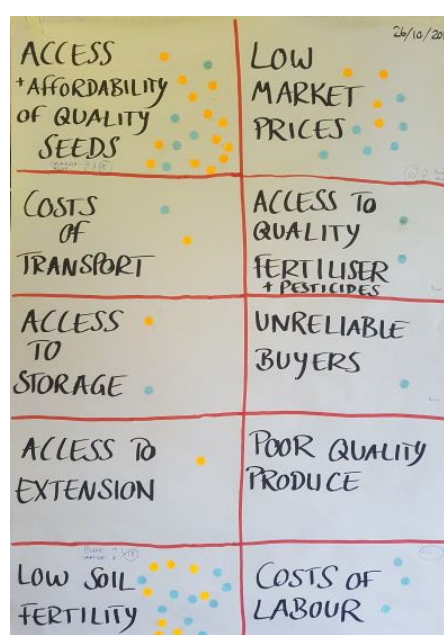 26/10/20
ACCESS
+ AFFORDABILITY
OF QUALITY
SEEDS
LOW
MARKET
PRICES
COSTS
OF
TRANSPORT
ACCESS TO
QUALITY
FERTILISER
+ PESTICIDES
ACCESS
TO
STORAGE
UNRELIABLE
BUYERS
ACCESS TO
EXTENSION
POOR QUALITY
PRODUCE
LOW SOIL
FERTILITY
COSTS OF
LABOUR